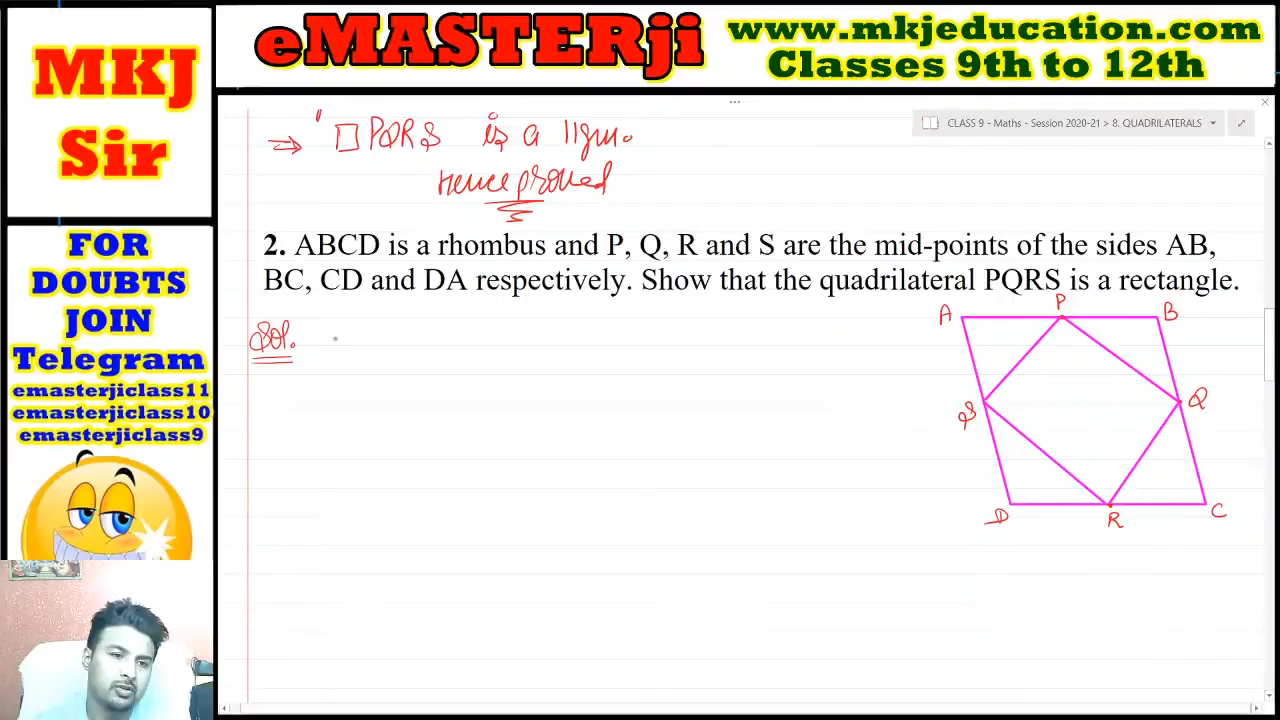 MKJ
Sir
eMASTERji
www.mkjeducation.com
Classes 9th to 12th
FOR
DOUBTS
JOIN
Telegram
emasterjiclass11
emasterjiclass10
emasterjiclass9
CLASS 9 - Maths - Session 2020-21 > 8. QUADRILATERALS
⇒ □PQRS is a llgm.
Hence proved
2. ABCD is a rhombus and P, Q, R and S are the mid-points of the sides AB,
BC, CD and DA respectively. Show that the quadrilateral PQRS is a rectangle.
Sol.
A P B
S Q
D R C